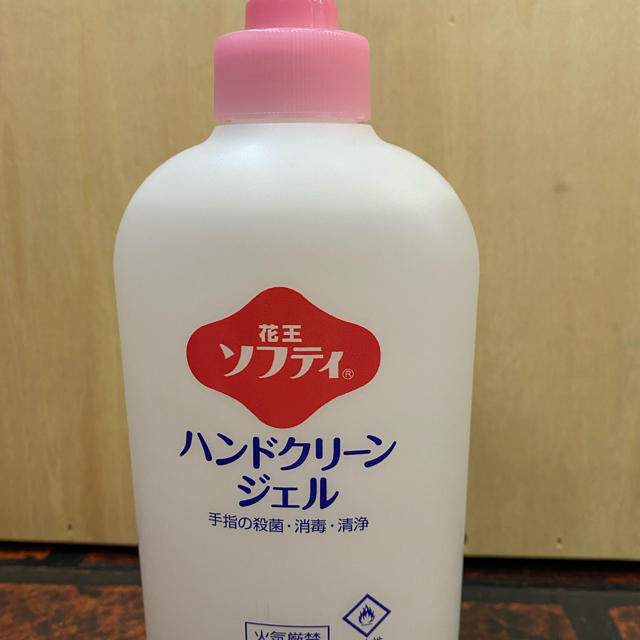 花王
ソフティ®
ハンドクリーン
ジェル
手指の殺菌・消毒・清浄
火気厳禁